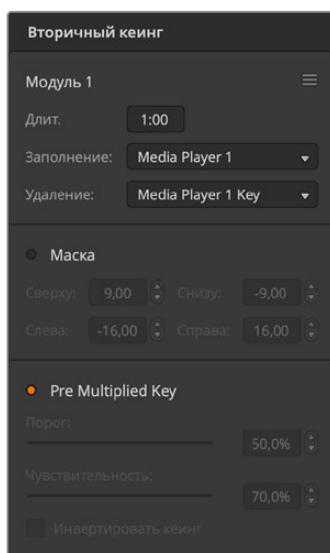 Вторичный кеинг
Модуль 1
Длит. 1:00
Заполнение: Media Player 1
Удаление: Media Player 1 Key
Маска
Сверху: 9,00 Снизу: -9,00
Слева: -16,00 Справа: 16,00
Pre Multiplied Key
Порог:
50,0%
Чувствительность:
70,0%
Инвертировать кеинг